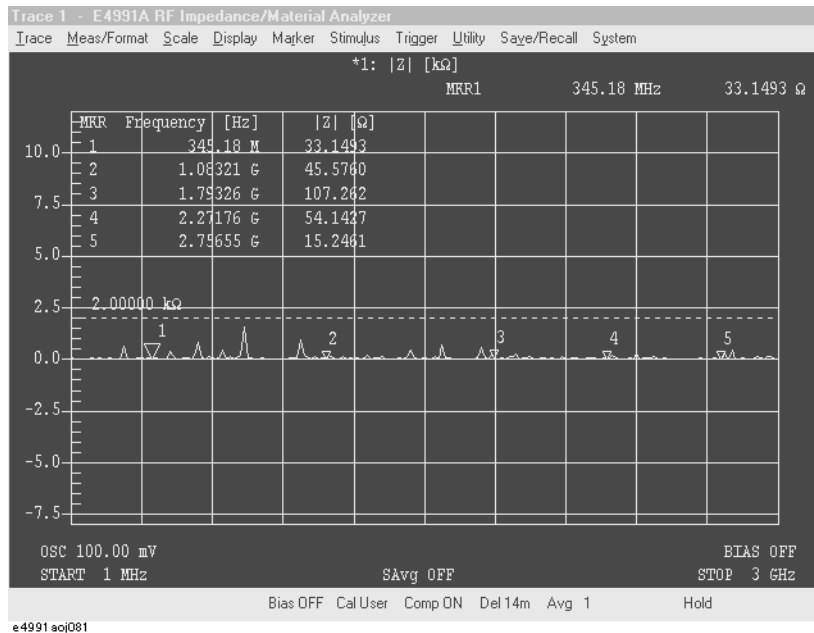 Trace 1 - E4991A RF Impedance/Material Analyzer
Trace Meas/Format Scale Display Marker Stimulus Trigger Utility Save/Recall System
*1: |Z| [kΩ]
MKR1 345.18 MHz 33.1493 Ω
MKR Frequency [Hz] |Z| [Ω]
1 345.18 M 33.1493
2 1.08321 G 45.5760
3 1.79326 G 107.262
4 2.27176 G 54.1427
5 2.75655 G 15.2461
10.0
7.5
5.0
2.5
2.00000 kΩ
1 2 3 4 5
0.0
-2.5
-5.0
-7.5
OSC 100.00 mV BIAS OFF
START 1 MHz SAvg OFF STOP 3 GHz
Bias OFF Cal User Comp ON Del 14m Avg 1 Hold
e4991aoj081